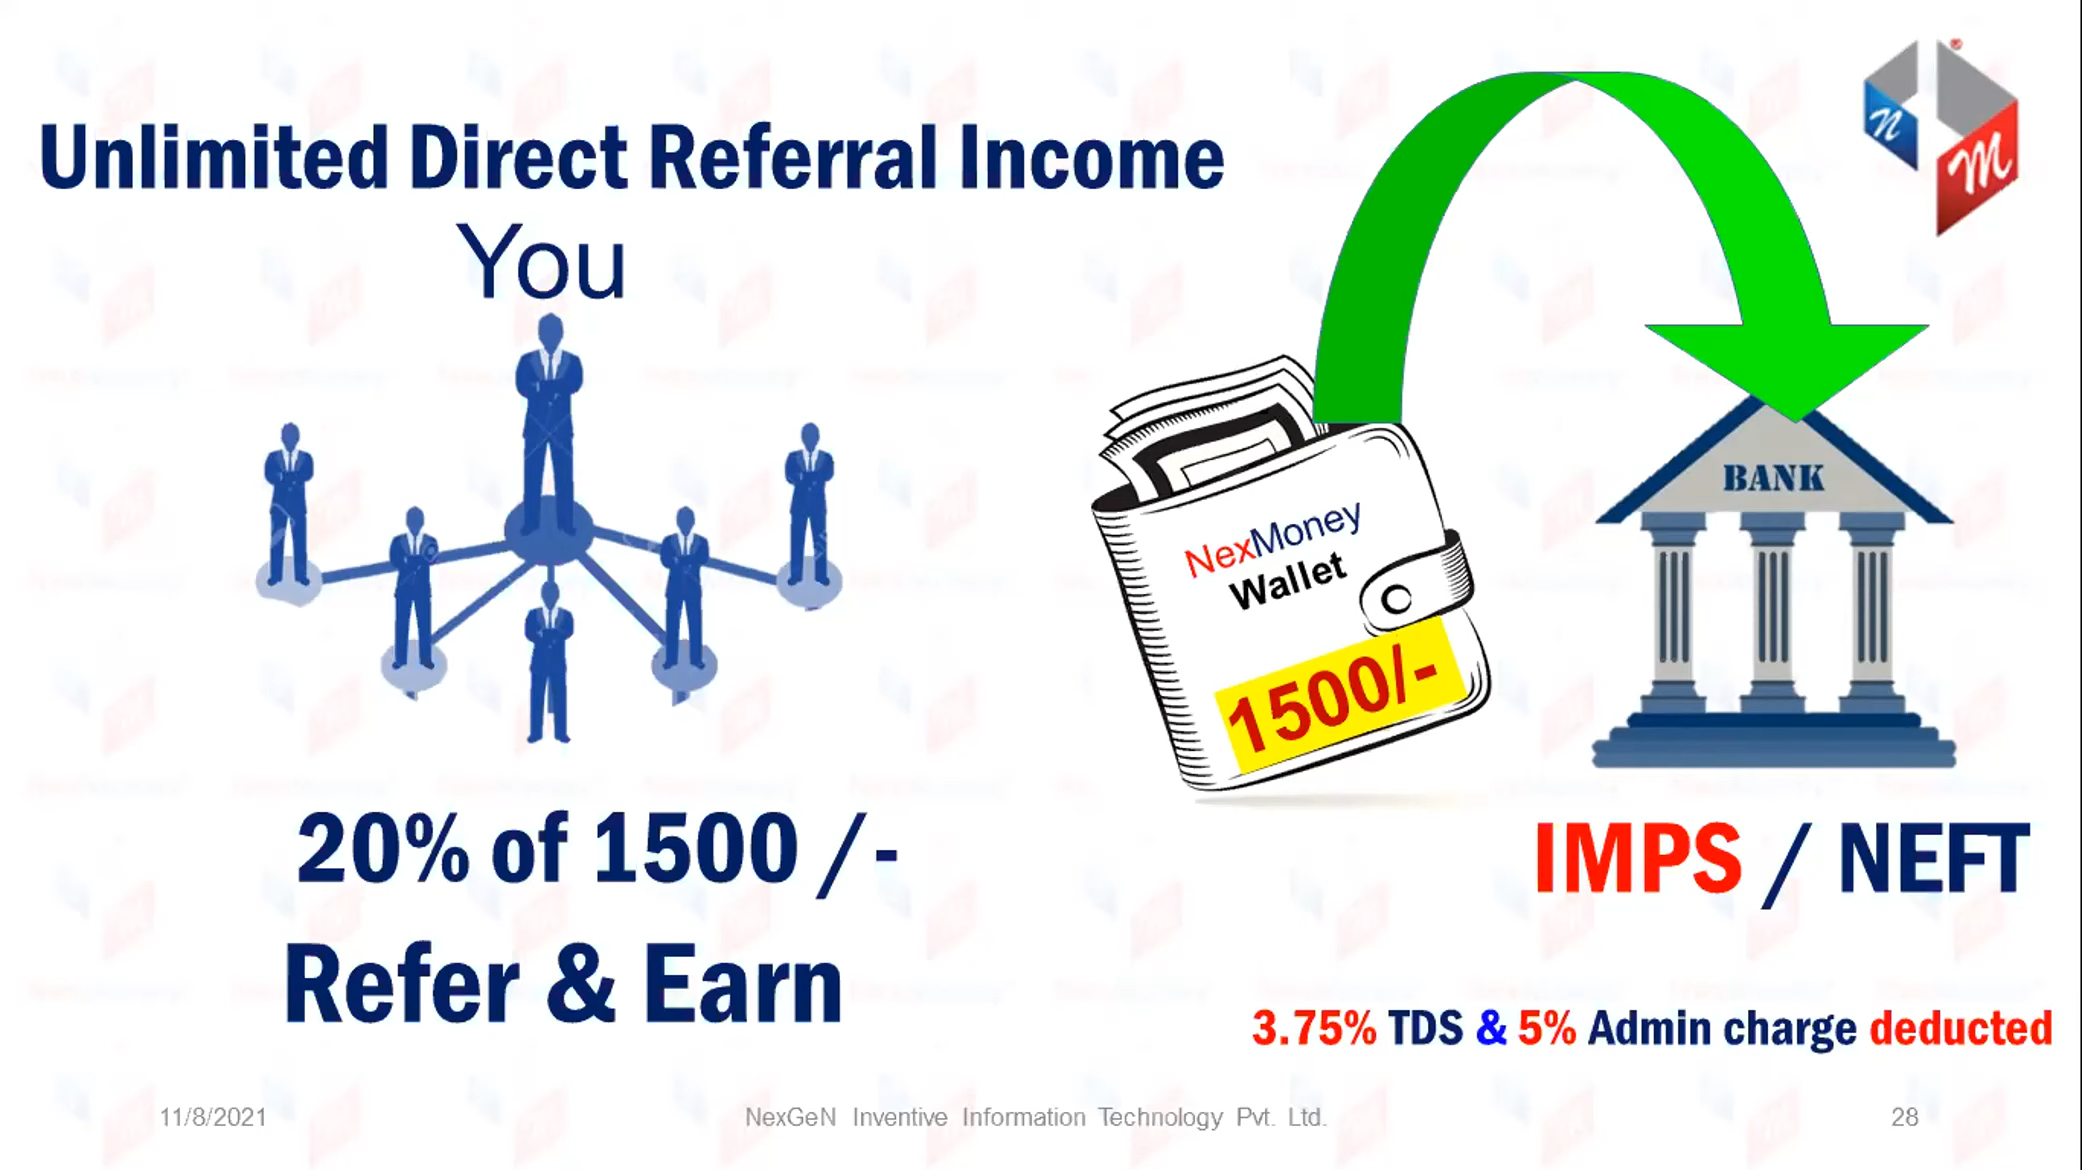 Unlimited Direct Referral Income
You
n
M
®
BANK
NexMoney
Wallet
1500/-
20% of 1500 /-
IMPS / NEFT
Refer & Earn
3.75% TDS & 5% Admin charge deducted
11/8/2021
NexGeN Inventive Information Technology Pvt. Ltd.
28